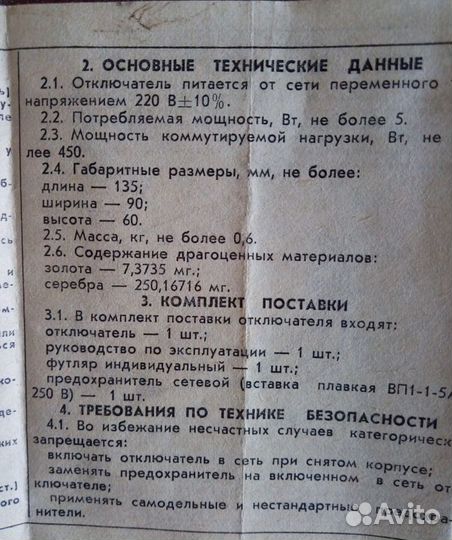 2. ОСНОВНЫЕ ТЕХНИЧЕСКИЕ ДАННЫЕ
2.1. Отключатель питается от сети переменного
напряжением 220 В±10%.
2.2. Потребляемая мощность, Вт, не более 5.
2.3. Мощность коммутируемой нагрузки, Вт, не
лее 450.
2.4. Габаритные размеры, мм, не более:
длина — 135;
ширина — 90;
высота — 60.
2.5. Масса, кг, не более 0,6.
2.6. Содержание драгоценных материалов:
золота — 7,3735 мг.;
серебра — 250,16716 мг.
3. КОМПЛЕКТ ПОСТАВКИ
3.1. В комплект поставки отключателя входят:
отключатель — 1 шт.;
руководство по эксплуатации — 1 шт.;
футляр индивидуальный — 1 шт.;
предохранитель сетевой (вставка плавкая ВП1-1-5А
250 В) — 1 шт.
4. ТРЕБОВАНИЯ ПО ТЕХНИКЕ БЕЗОПАСНОСТИ
4.1. Во избежание несчастных случаев категорическ
запрещается:
включать отключатель в сеть при снятом корпусе;
заменять предохранитель на включенном в сеть от
ключателе;
применять самодельные и нестандартные
нители.
Avito